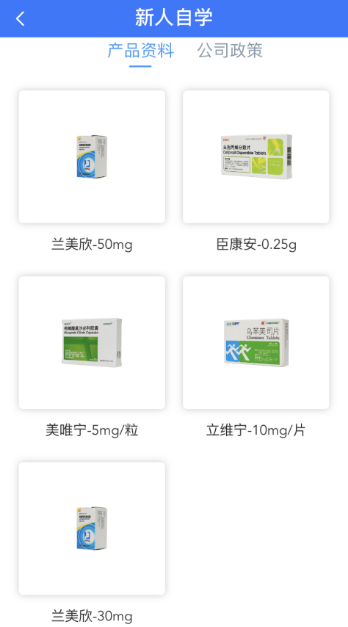 新人自学
产品资料 公司政策
兰美欣-50mg
臣康安-0.25g
美唯宁-5mg/粒
立维宁-10mg/片
兰美欣-30mg